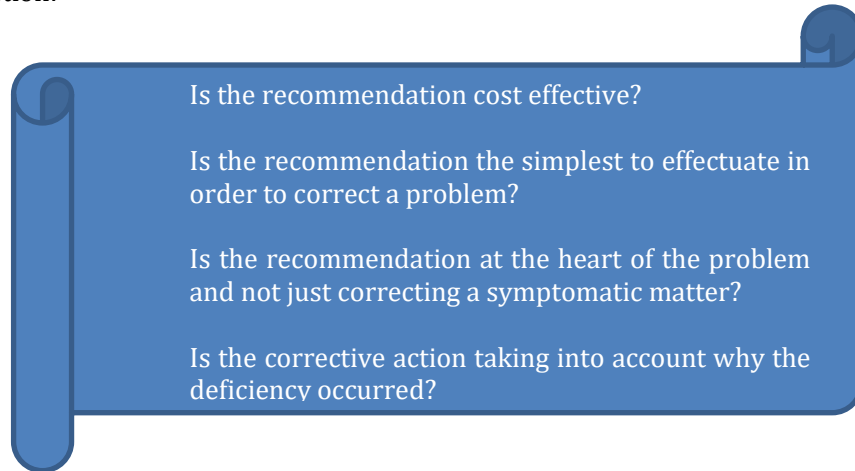 Is the recommendation cost effective?
Is the recommendation the simplest to effectuate in
order to correct a problem?
Is the recommendation at the heart of the problem
and not just correcting a symptomatic matter?
Is the corrective action taking into account why the
deficiency occurred?